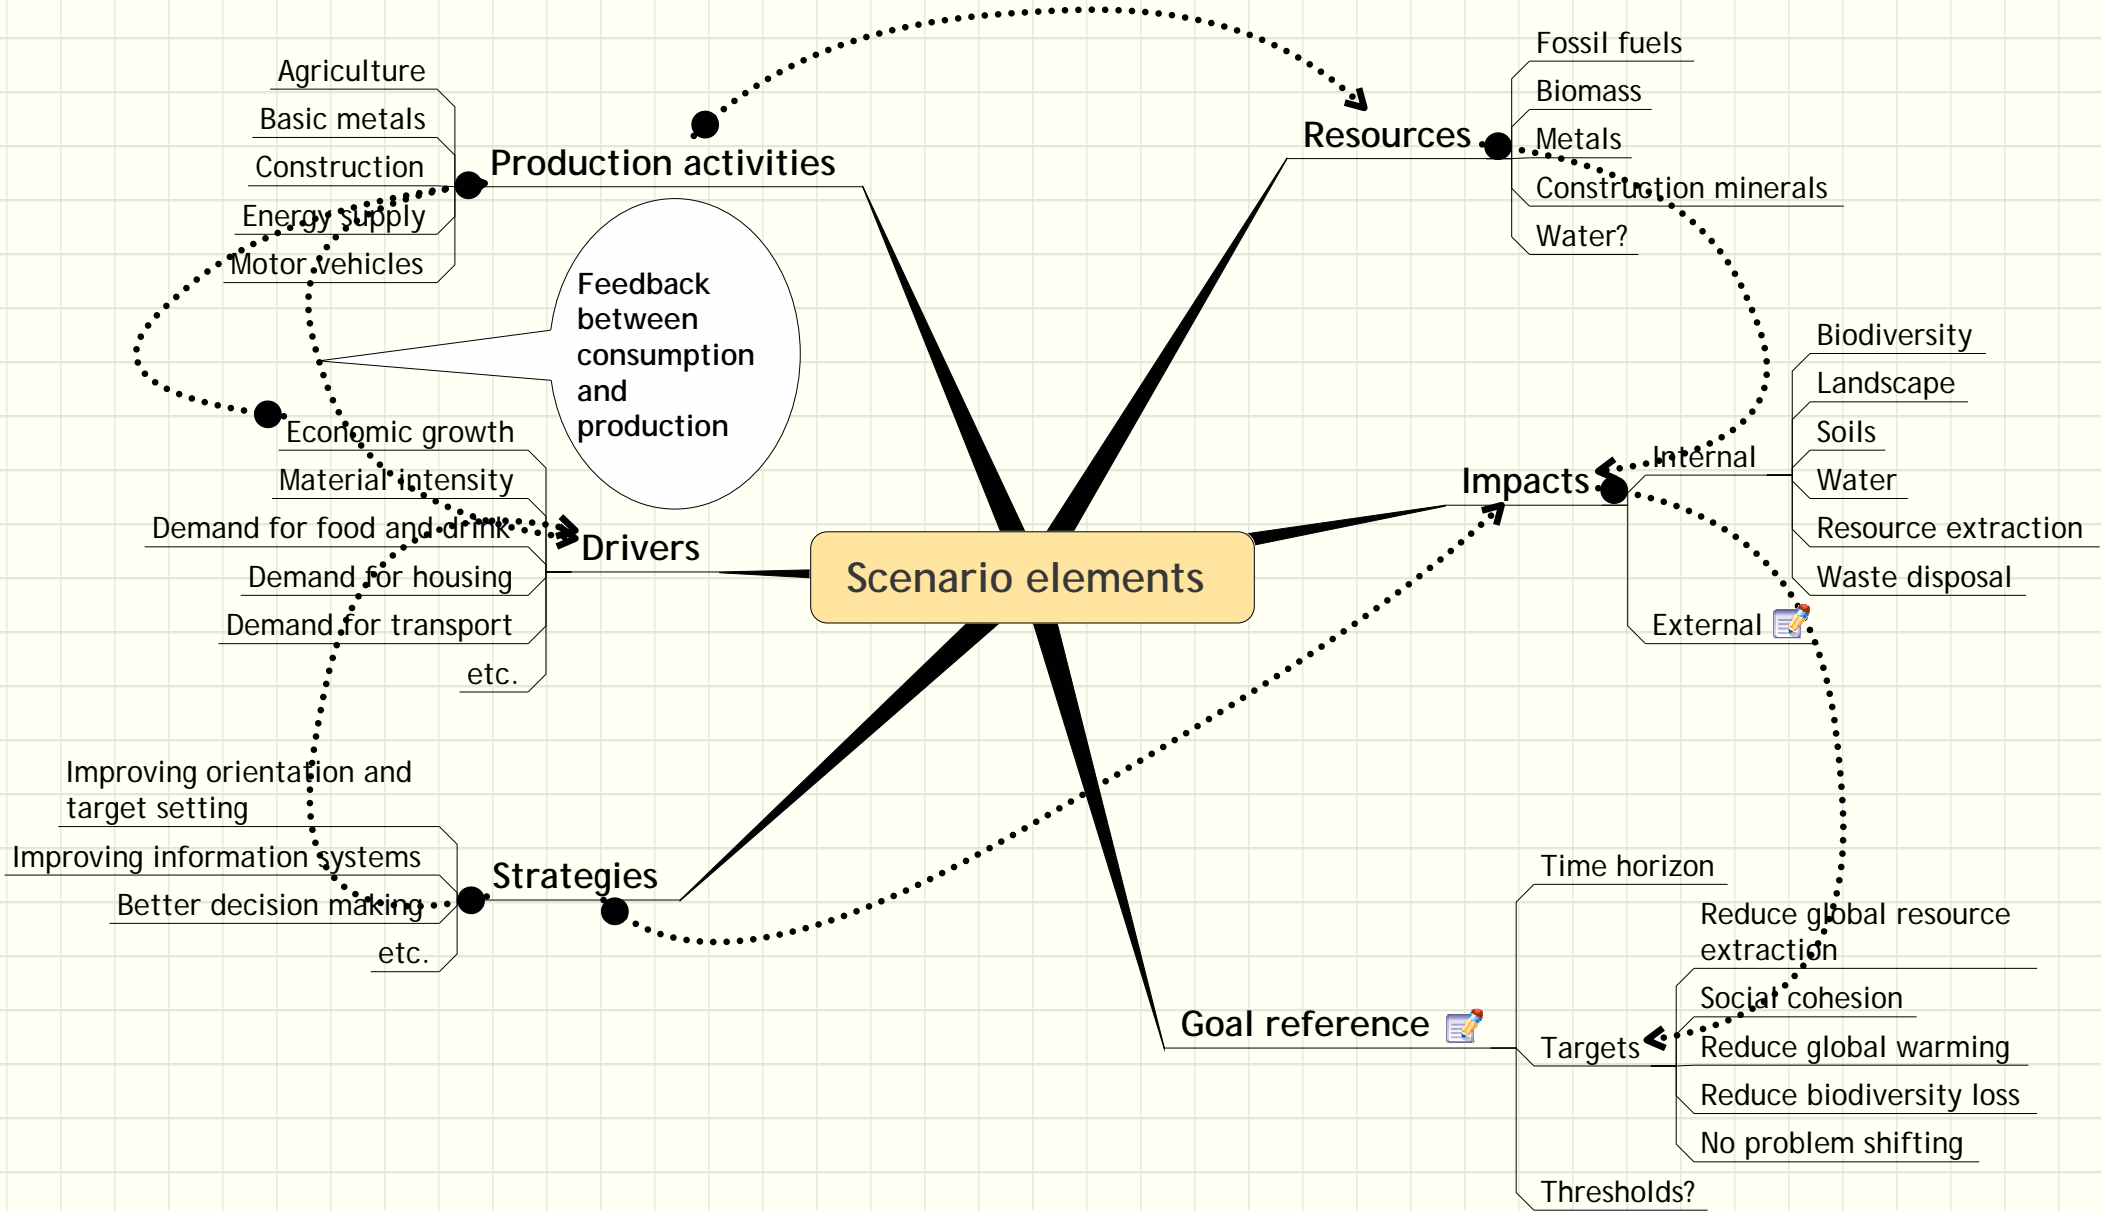 Scenario elements
Production activities
Agriculture
Basic metals
Construction
Energy supply
Motor vehicles
Feedback
between
consumption
and
production
Drivers
Economic growth
Material intensity
Demand for food and drink
Demand for housing
Demand for transport
etc.
Strategies
Improving orientation and
target setting
Improving information systems
Better decision making
etc.
Resources
Fossil fuels
Biomass
Metals
Construction minerals
Water?
Impacts
Internal
Biodiversity
Landscape
Soils
Water
Resource extraction
Waste disposal
External
Goal reference
Time horizon
Targets
Reduce global resource
extraction
Social cohesion
Reduce global warming
Reduce biodiversity loss
No problem shifting
Thresholds?